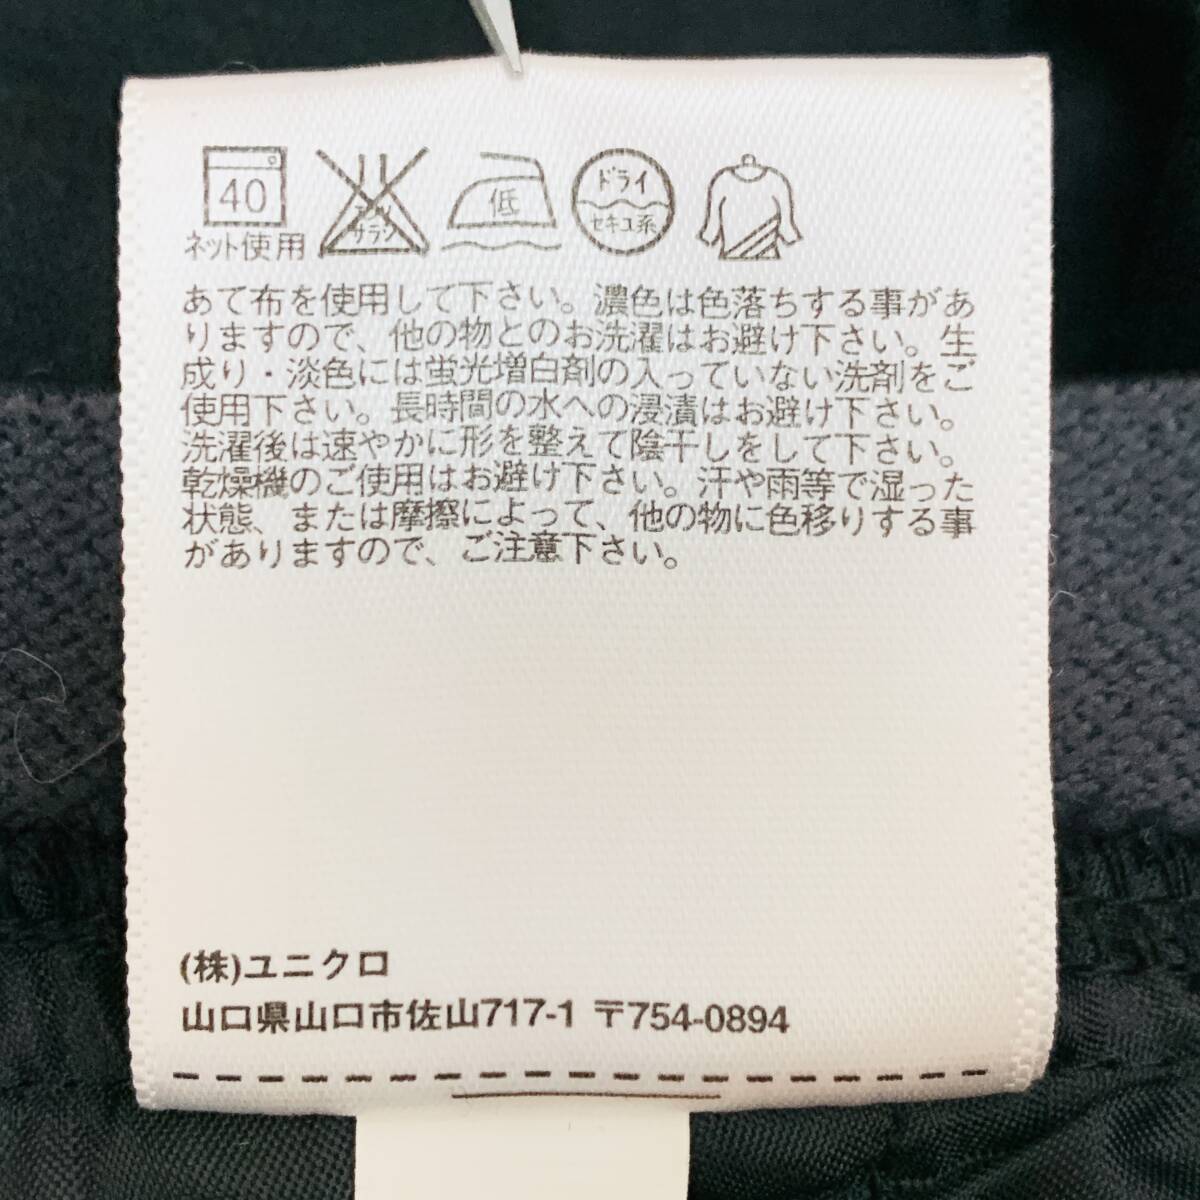 40
ネット使用
エンソ
サラシ
低
ドライ
セキユ系
あて布を使用して下さい。濃色は色落ちする事があ
りますので、他の物とのお洗濯はお避け下さい。生
成り・淡色には蛍光増白剤の入っていない洗剤をご
使用下さい。長時間の水への浸漬はお避け下さい。
洗濯後は速やかに形を整えて陰干しをして下さい。
乾燥機のご使用はお避け下さい。汗や雨等で湿った
状態、または摩擦によって、他の物に色移りする事
がありますので、ご注意下さい。
(株)ユニクロ
山口県山口市佐山717-1 〒754-0894